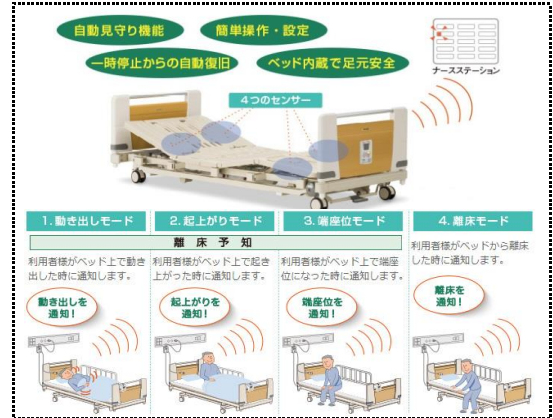 自動見守り機能
簡単操作・設定
一時停止からの自動復旧
ベッド内蔵で足元安全
ナースステーション
4つのセンサー
1. 動き出しモード
2. 起上がりモード
3. 端座位モード
4. 離床モード
離床予知
利用者様がベッド上で動き
出した時に通知します。
利用者様がベッド上で起き
上がった時に通知します。
利用者様がベッド上で端座
位になった時に通知します。
利用者様がベッドから離床
した時に通知します。
動き出しを
通知！
起上がりを
通知！
端座位を
通知！
離床を
通知！